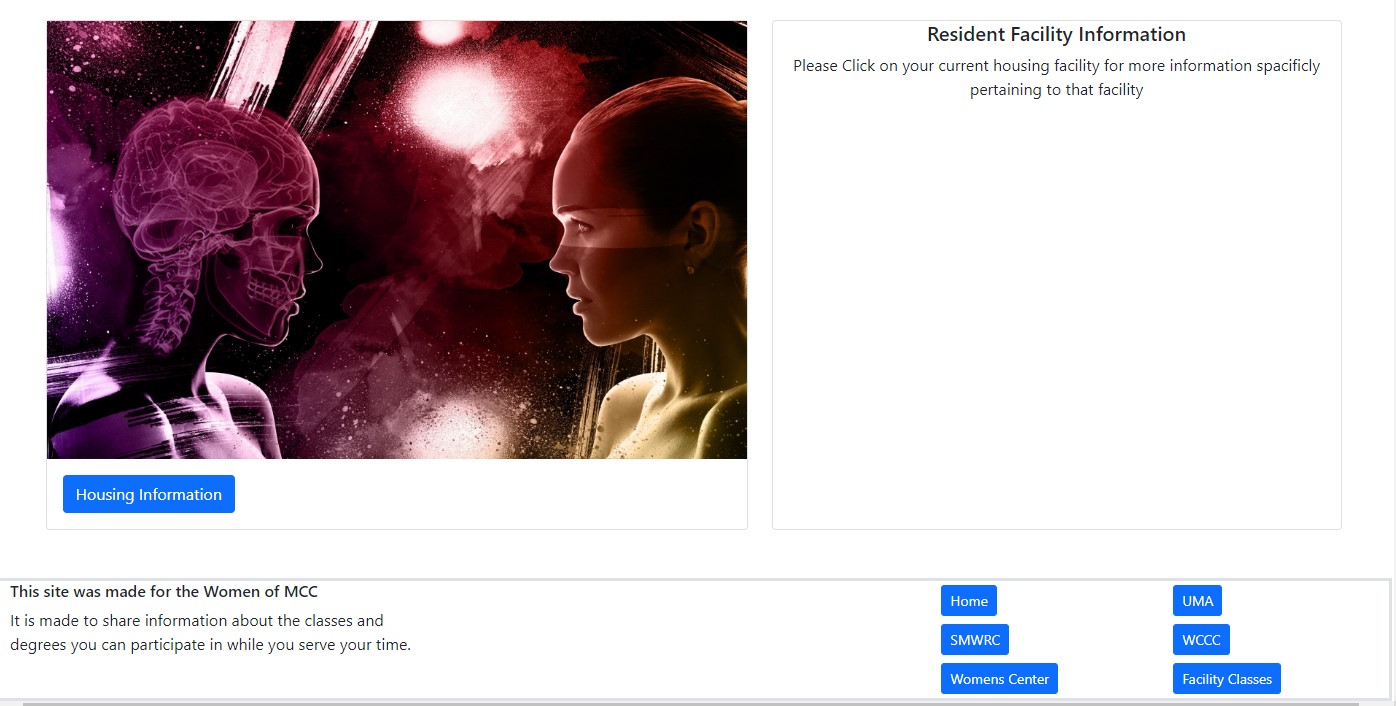 Resident Facility Information
Please Click on your current housing facility for more information spacificly
pertaining to that facility
Housing Information
This site was made for the Women of MCC
It is made to share information about the classes and
degrees you can participate in while you serve your time.
Home
UMA
SMWRC
WCCC
Womens Center
Facility Classes